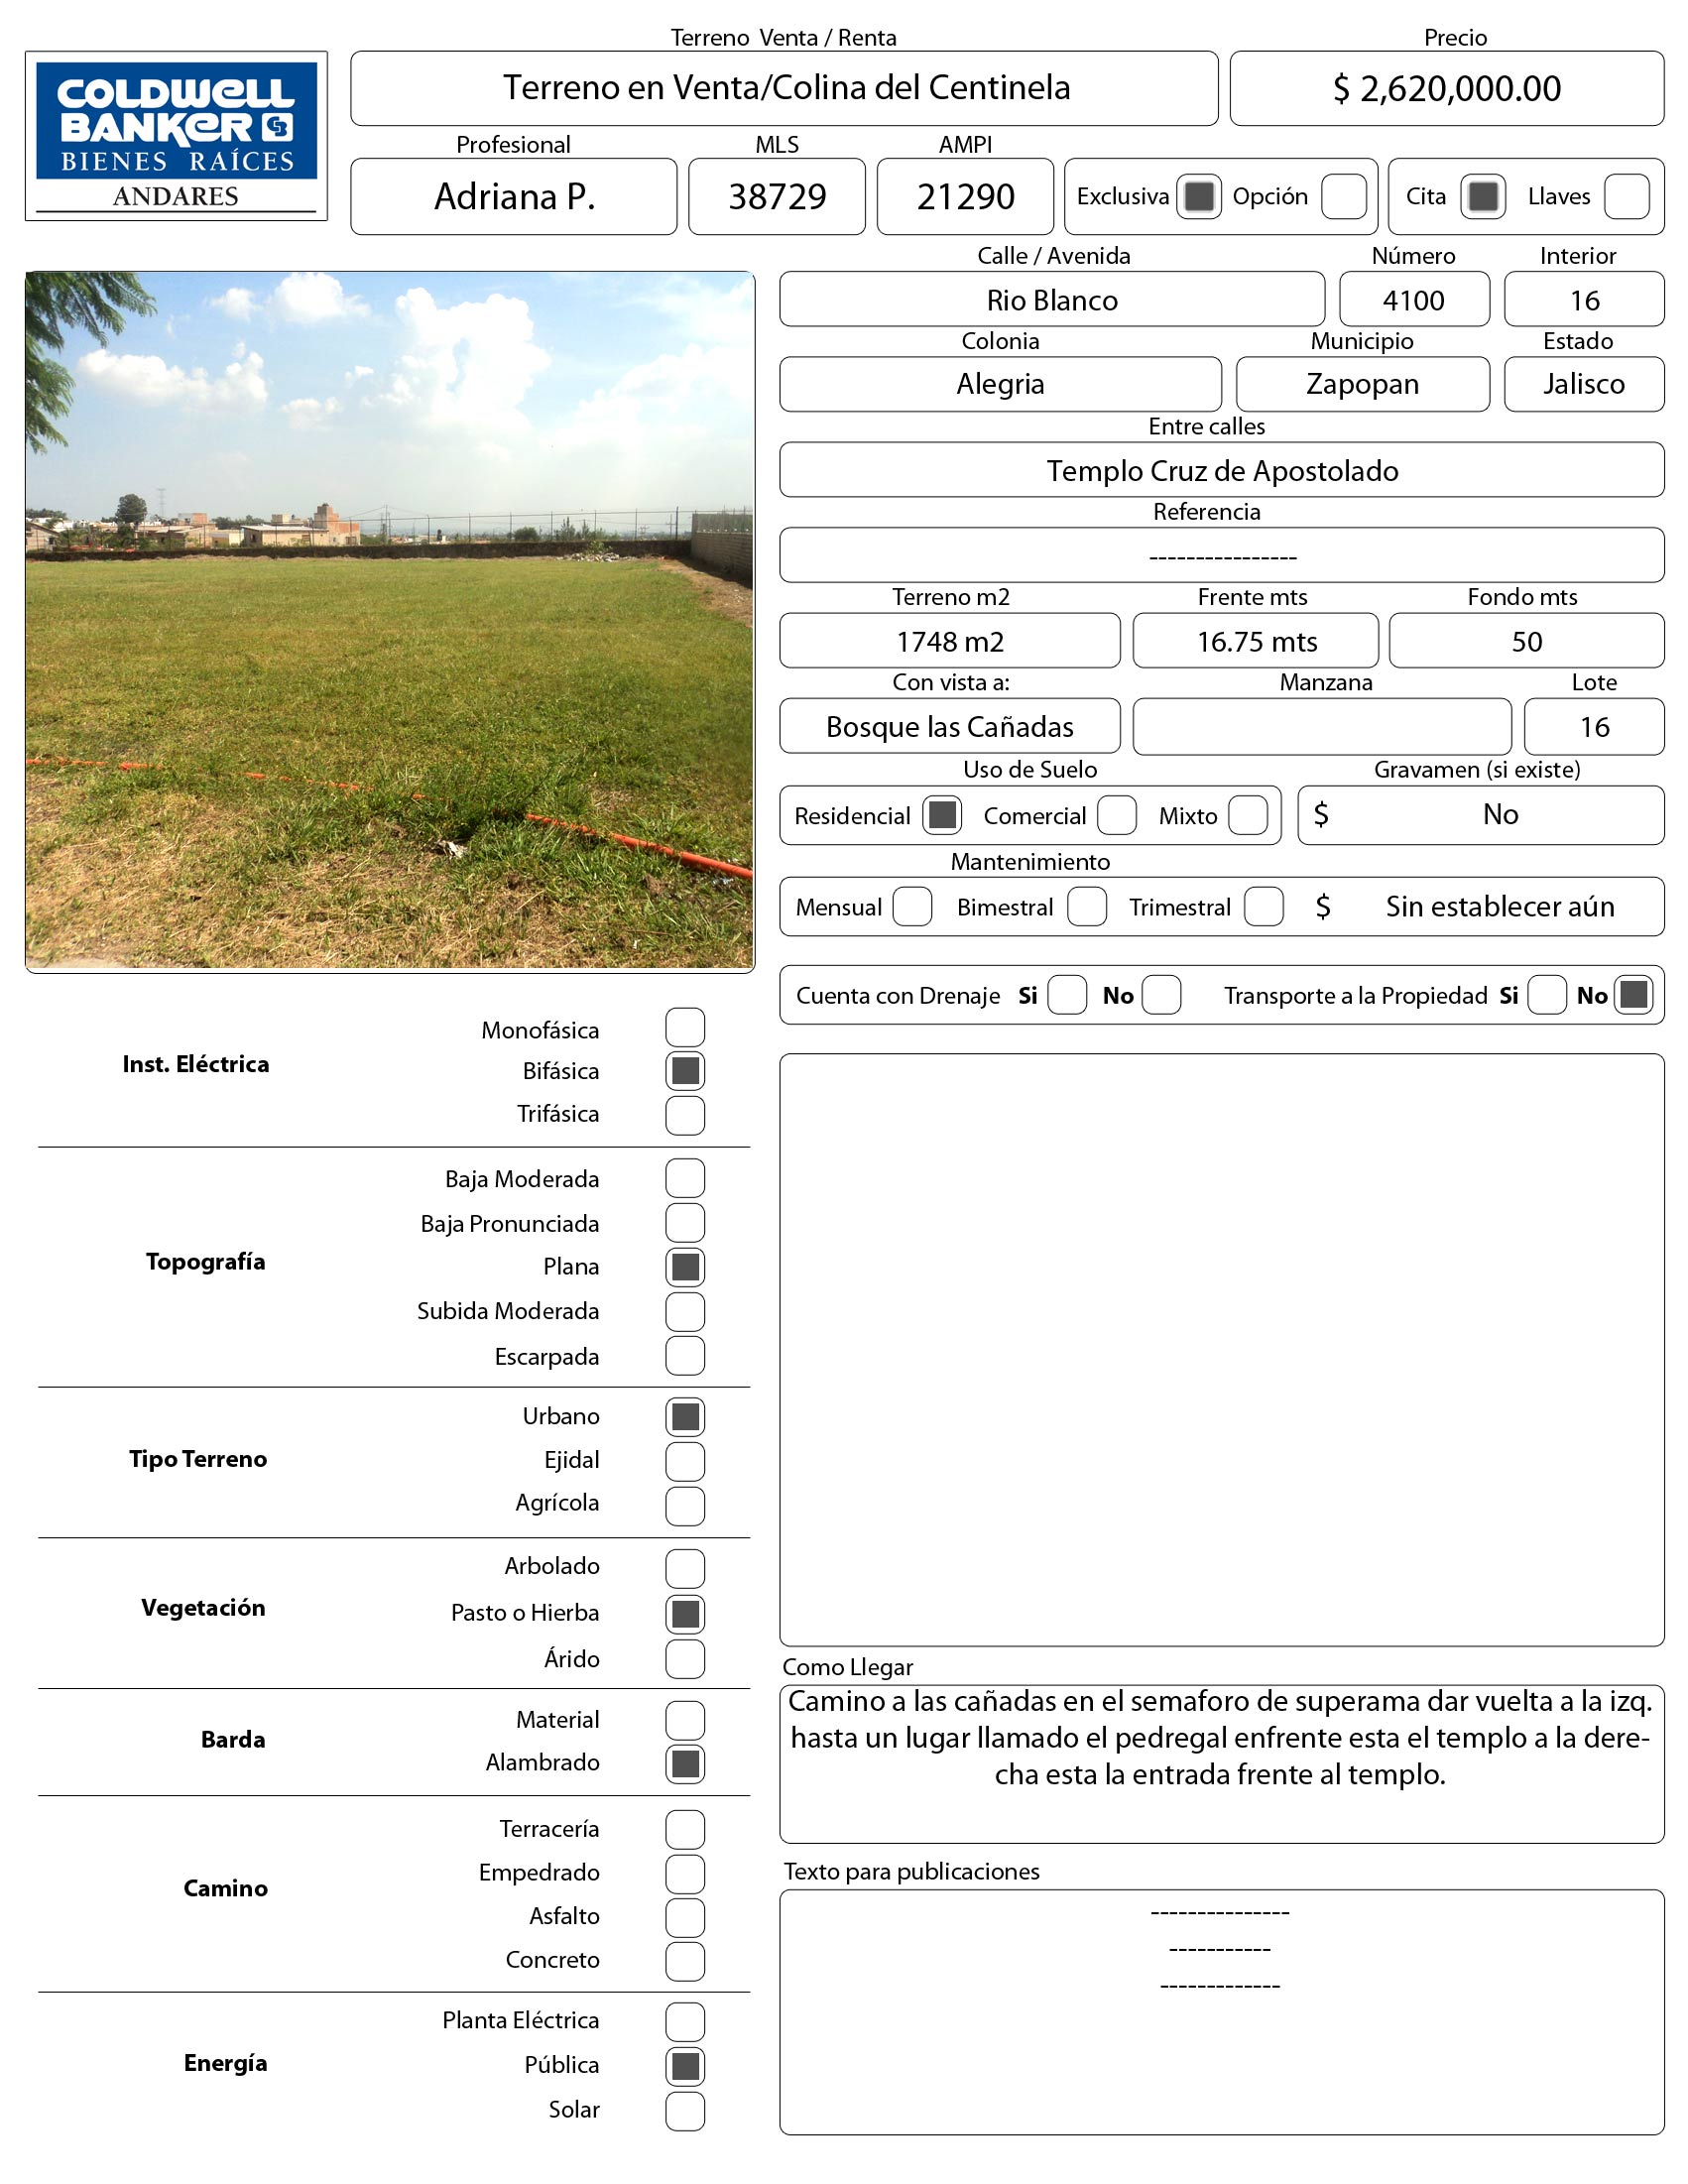 Terreno Venta / Renta
Precio
COLDWELL
BANKER CB
BIENES RAÍCES
ANDARES
Terreno en Venta/Colina del Centinela
$ 2,620,000.00
Profesional
MLS
AMPI
Adriana P.
38729
21290
Exclusiva
Opción
Cita
Llaves
Calle / Avenida
Número
Interior
Rio Blanco
4100
16
Colonia
Municipio
Estado
Alegria
Zapopan
Jalisco
Entre calles
Templo Cruz de Apostolado
Referencia
----------------
Terreno m2
Frente mts
Fondo mts
1748 m2
16.75 mts
50
Con vista a:
Manzana
Lote
Bosque las Cañadas
16
Uso de Suelo
Gravamen (si existe)
Residencial
Comercial
Mixto
$ No
Mantenimiento
Mensual
Bimestral
Trimestral
$ Sin establecer aún
Cuenta con Drenaje Si No
Transporte a la Propiedad Si No
Inst. Eléctrica
Monofásica
Bifásica
Trifásica
Topografía
Baja Moderada
Baja Pronunciada
Plana
Subida Moderada
Escarpada
Tipo Terreno
Urbano
Ejidal
Agrícola
Vegetación
Arbolado
Pasto o Hierba
Árido
Barda
Material
Alambrado
Camino
Terracería
Empedrado
Asfalto
Concreto
Energía
Planta Eléctrica
Pública
Solar
Como Llegar
Camino a las cañadas en el semaforo de superama dar vuelta a la izq.
hasta un lugar llamado el pedregal enfrente esta el templo a la dere-
cha esta la entrada frente al templo.
Texto para publicaciones
---------------
-----------
-------------